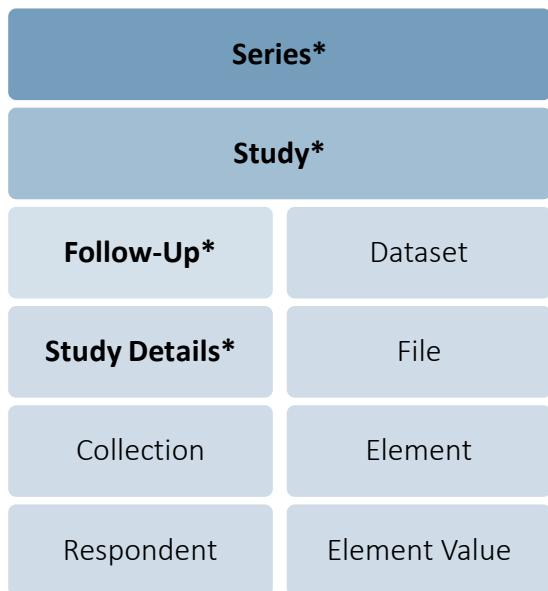 Series*
Study*
Follow-Up*
Dataset
Study Details*
File
Collection
Element
Respondent
Element Value